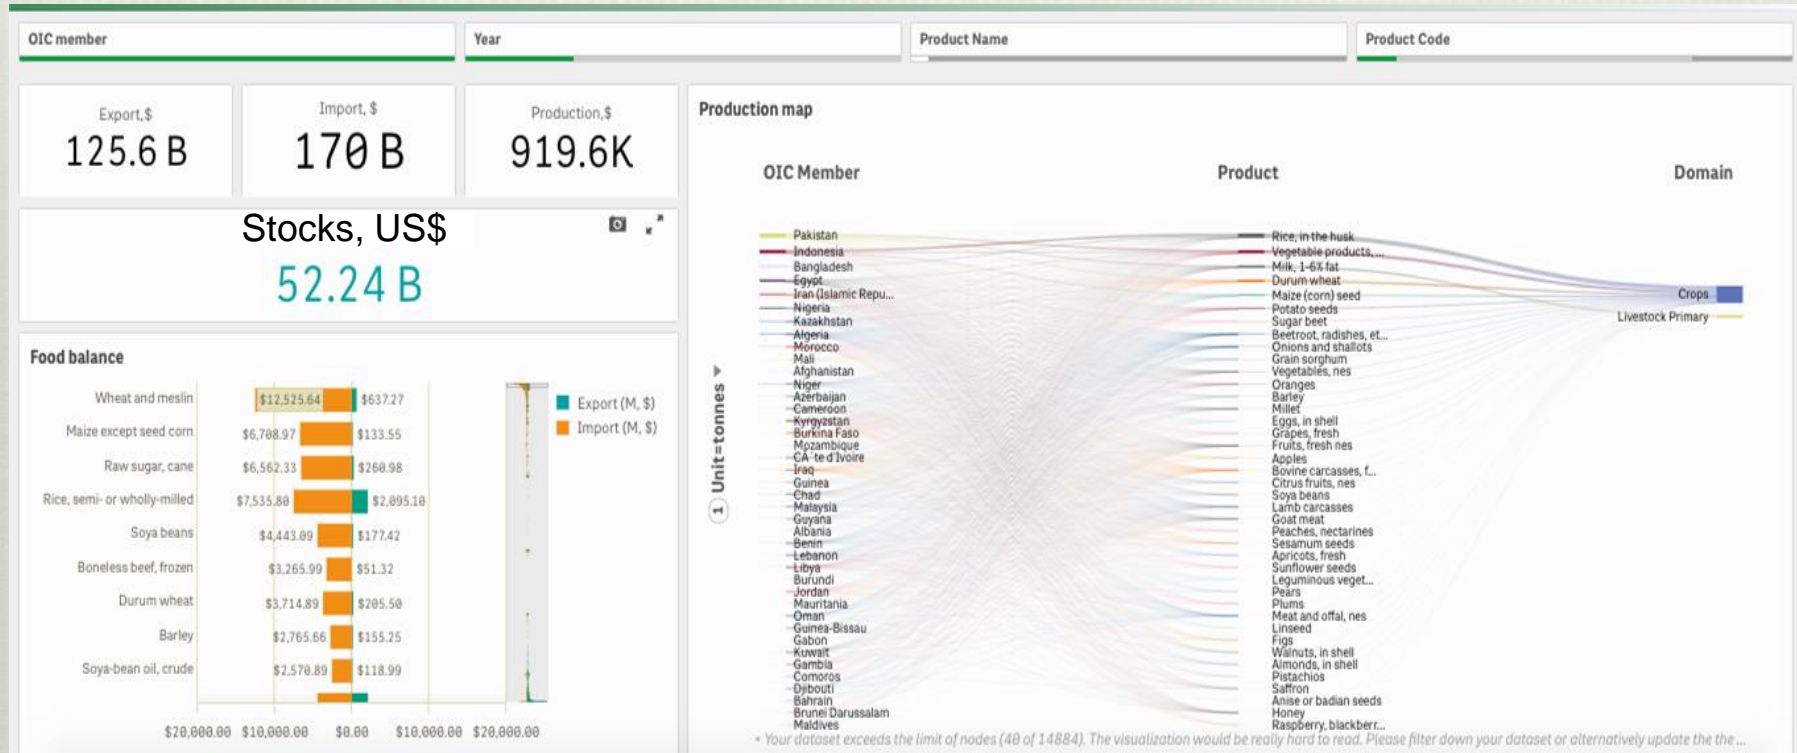 OIC member
Year
Product Name
Product Code
Export,$
125.6 B
Import, $
170 B
Production,$
919.6K
Stocks, US$
52.24 B
Food balance
Wheat and meslin
$12,525.64
$637.27
Maize except seed corn
$6,708.97
$133.55
Raw sugar, cane
$6,562.33
$260.98
Rice, semi- or wholly-milled
$7,535.80
$2,095.10
Soya beans
$4,443.09
$177.42
Boneless beef, frozen
$3,265.99
$51.32
Durum wheat
$3,714.89
$205.50
Barley
$2,765.66
$155.25
Soya-bean oil, crude
$2,570.89
$118.99
$20,000.00 $10,000.00 $0.00 $10,000.00 $20,000.00
Export (M, $)
Import (M, $)
Production map
OIC Member
Product
Domain
1 Unit=tonnes
Pakistan
Indonesia
Bangladesh
Egypt
Iran (Islamic Repu...
Nigeria
Kazakhstan
Algeria
Morocco
Mali
Afghanistan
Niger
Azerbaijan
Cameroon
Kyrgyzstan
Burkina Faso
Mozambique
CÃ´te d'Ivoire
Iraq
Guinea
Chad
Malaysia
Guyana
Albania
Benin
Lebanon
Libya
Burundi
Jordan
Mauritania
Oman
Guinea-Bissau
Gabon
Kuwait
Gambia
Comoros
Djibouti
Bahrain
Brunei Darussalam
Maldives
Rice, in the husk
Vegetable products, ...
Milk, 1-6% fat
Durum wheat
Maize (corn) seed
Potato seeds
Sugar beet
Beetroot, radishes, et...
Onions and shallots
Grain sorghum
Vegetables, nes
Oranges
Barley
Millet
Eggs, in shell
Grapes, fresh
Fruits, fresh nes
Apples
Bovine carcasses, f...
Citrus fruits, nes
Soya beans
Lamb carcasses
Goat meat
Peaches, nectarines
Sesamum seeds
Apricots, fresh
Sunflower seeds
Leguminous veget...
Pears
Plums
Meat and offal, nes
Linseed
Figs
Walnuts, in shell
Almonds, in shell
Pistachios
Saffron
Anise or badian seeds
Honey
Raspberry, blackberr...
Crops
Livestock Primary
* Your dataset exceeds the limit of nodes (40 of 14884). The visualization would be really hard to read. Please filter down your dataset or alternatively update the the ...